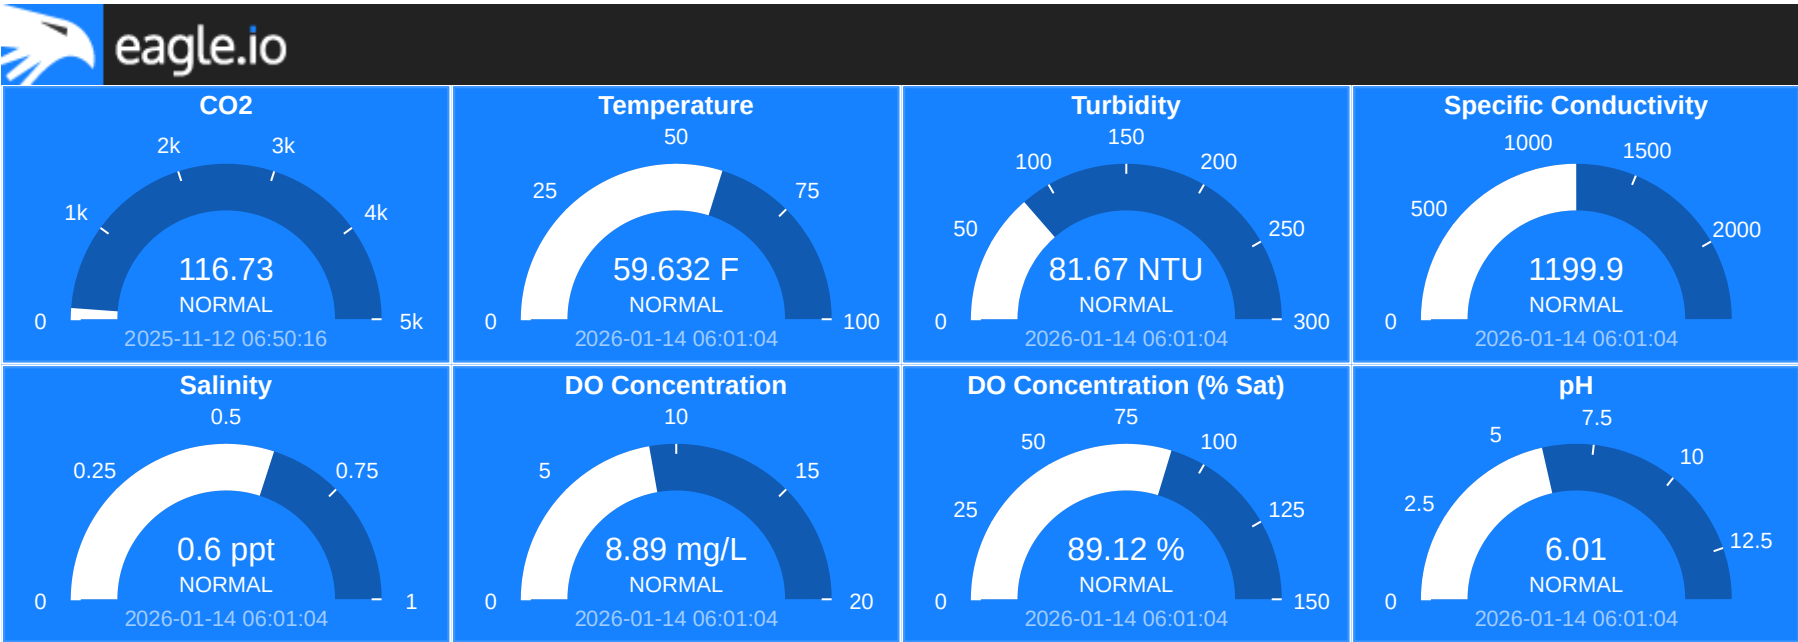 eagle.io
CO2
0
1k
2k
3k
4k
5k
116.73
NORMAL
2025-11-12 06:50:16
Temperature
0
25
50
75
100
59.632 F
NORMAL
2026-01-14 06:01:04
Turbidity
0
50
100
150
200
250
300
81.67 NTU
NORMAL
2026-01-14 06:01:04
Specific Conductivity
0
500
1000
1500
2000
1199.9
NORMAL
2026-01-14 06:01:04
Salinity
0
0.25
0.5
0.75
1
0.6 ppt
NORMAL
2026-01-14 06:01:04
DO Concentration
0
5
10
15
20
8.89 mg/L
NORMAL
2026-01-14 06:01:04
DO Concentration (% Sat)
0
25
50
75
100
125
150
89.12 %
NORMAL
2026-01-14 06:01:04
pH
0
2.5
5
7.5
10
12.5
6.01
NORMAL
2026-01-14 06:01:04